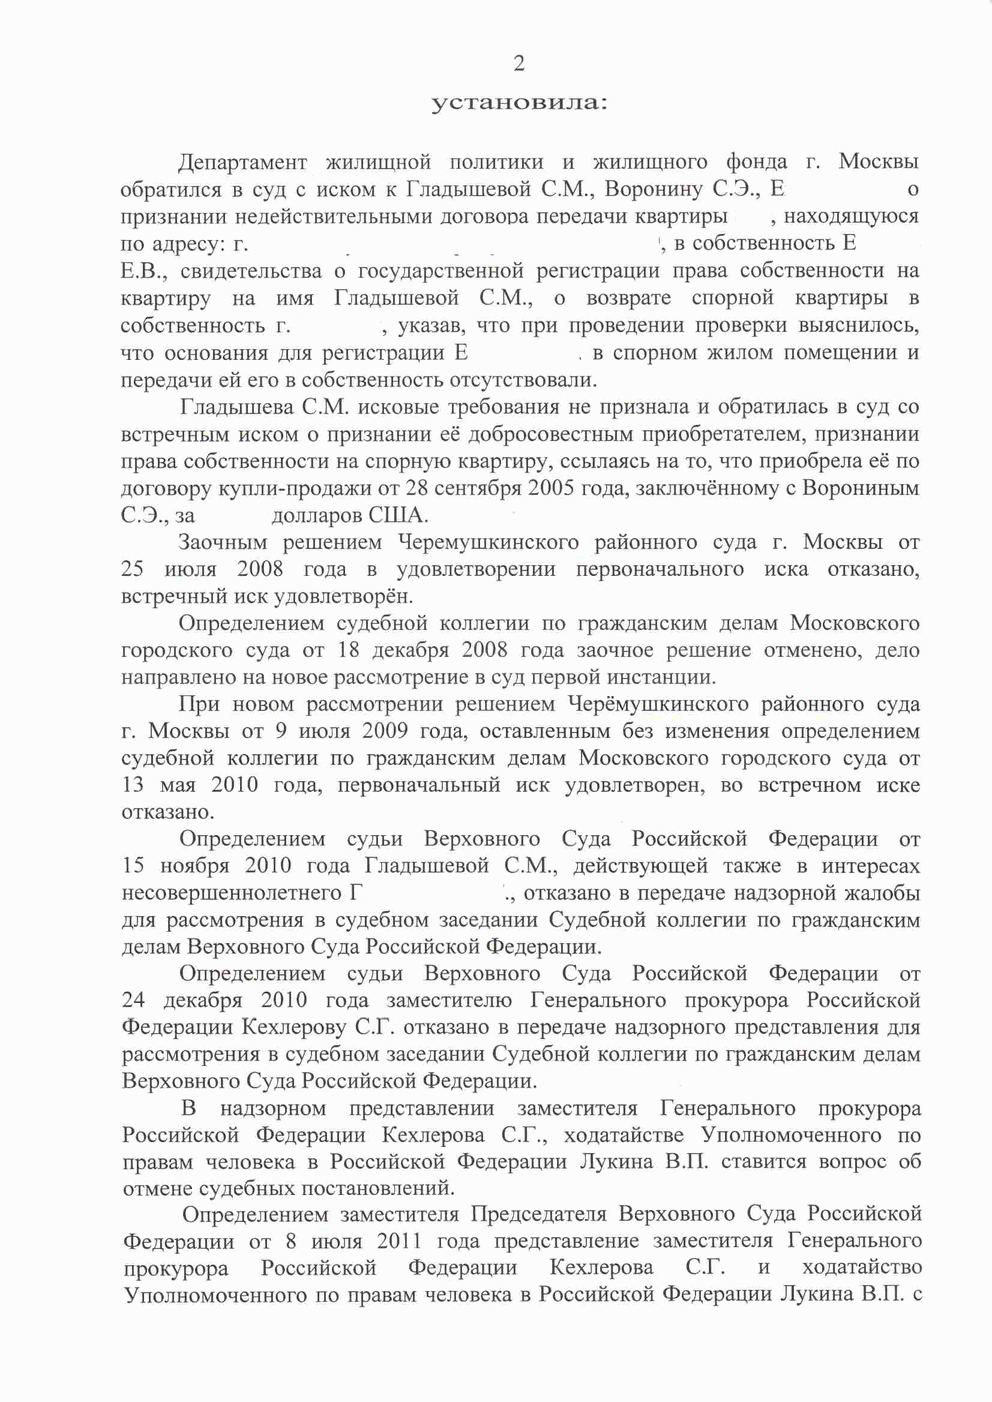 2
установила:
Департамент жилищной политики и жилищного фонда г. Москвы
обратился в суд с иском к Гладышевой С.М., Воронину С.Э., Е о
признании недействительными договора передачи квартиры , находящуюся
по адресу: г. , в собственность Е
Е.В., свидетельства о государственной регистрации права собственности на
квартиру на имя Гладышевой С.М., о возврате спорной квартиры в
собственность г. , указав, что при проведении проверки выяснилось,
что основания для регистрации Е . в спорном жилом помещении и
передачи ей его в собственность отсутствовали.
Гладышева С.М. исковые требования не признала и обратилась в суд со
встречным иском о признании её добросовестным приобретателем, признании
права собственности на спорную квартиру, ссылаясь на то, что приобрела её по
договору купли-продажи от 28 сентября 2005 года, заключённому с Ворониным
С.Э., за долларов США.
Заочным решением Черемушкинского районного суда г. Москвы от
25 июля 2008 года в удовлетворении первоначального иска отказано,
встречный иск удовлетворён.
Определением судебной коллегии по гражданским делам Московского
городского суда от 18 декабря 2008 года заочное решение отменено, дело
направлено на новое рассмотрение в суд первой инстанции.
При новом рассмотрении решением Черёмушкинского районного суда
г. Москвы от 9 июля 2009 года, оставленным без изменения определением
судебной коллегии по гражданским делам Московского городского суда от
13 мая 2010 года, первоначальный иск удовлетворен, во встречном иске
отказано.
Определением судьи Верховного Суда Российской Федерации от
15 ноября 2010 года Гладышевой С.М., действующей также в интересах
несовершеннолетнего Г ., отказано в передаче надзорной жалобы
для рассмотрения в судебном заседании Судебной коллегии по гражданским
делам Верховного Суда Российской Федерации.
Определением судьи Верховного Суда Российской Федерации от
24 декабря 2010 года заместителю Генерального прокурора Российской
Федерации Кехлерову С.Г. отказано в передаче надзорного представления для
рассмотрения в судебном заседании Судебной коллегии по гражданским делам
Верховного Суда Российской Федерации.
В надзорном представлении заместителя Генерального прокурора
Российской Федерации Кехлерова С.Г., ходатайстве Уполномоченного по
правам человека в Российской Федерации Лукина В.П. ставится вопрос об
отмене судебных постановлений.
Определением заместителя Председателя Верховного Суда Российской
Федерации от 8 июля 2011 года представление заместителя Генерального
прокурора Российской Федерации Кехлерова С.Г. и ходатайство
Уполномоченного по правам человека в Российской Федерации Лукина В.П. с